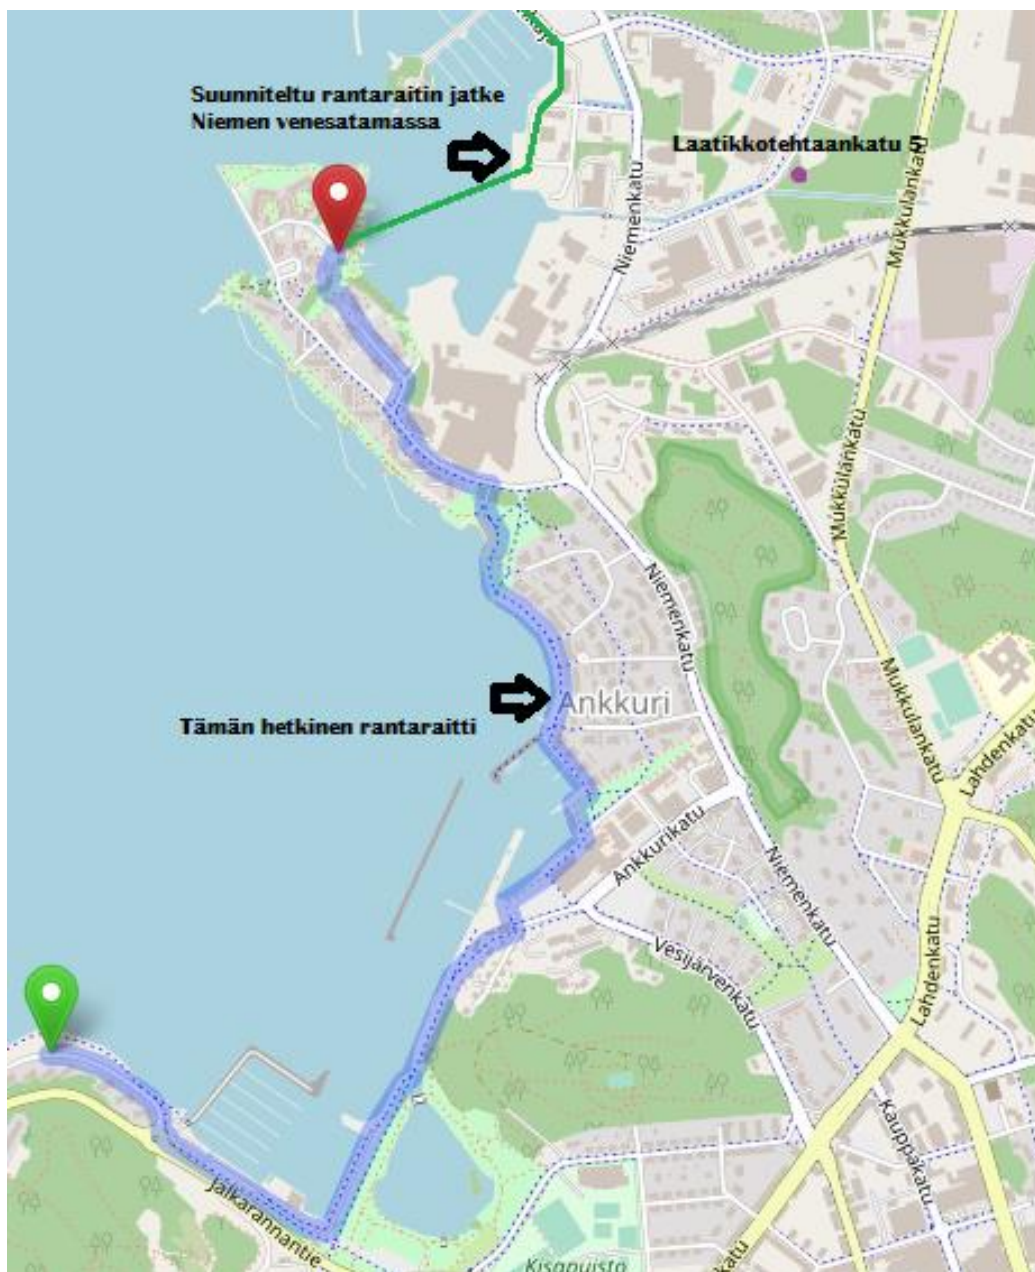 Suunniteltu rantaraitin jatke
Niemen venesatamassa
Laatikkotehtaankatu 5
Mukkulankatu
Niemenkatu
Mukkulankatu
Niemenkatu
Ankkuri
Tämän hetkinen rantaraitti
Mukkulankatu
Lahdenkatu
Ankkurikatu
Niemenkatu
Vesijärvenkatu
Lahdenkatu
Kauppakatu
Jalkarannantie
Kisapuisto